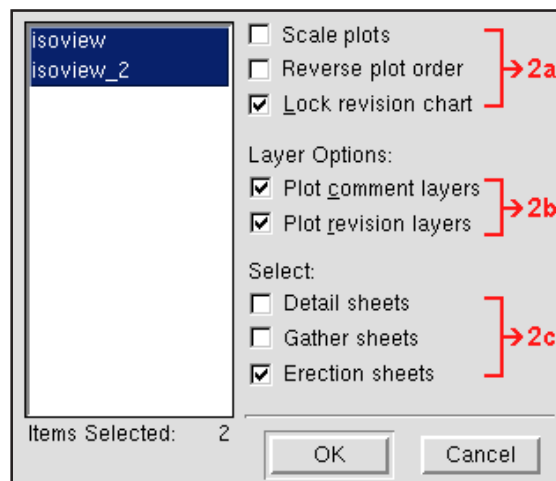 isoview
isoview_2
Items Selected: 2
Scale plots
Reverse plot order
Lock revision chart
2a
Layer Options:
Plot comment layers
Plot revision layers
2b
Select:
Detail sheets
Gather sheets
Erection sheets
2c
OK Cancel